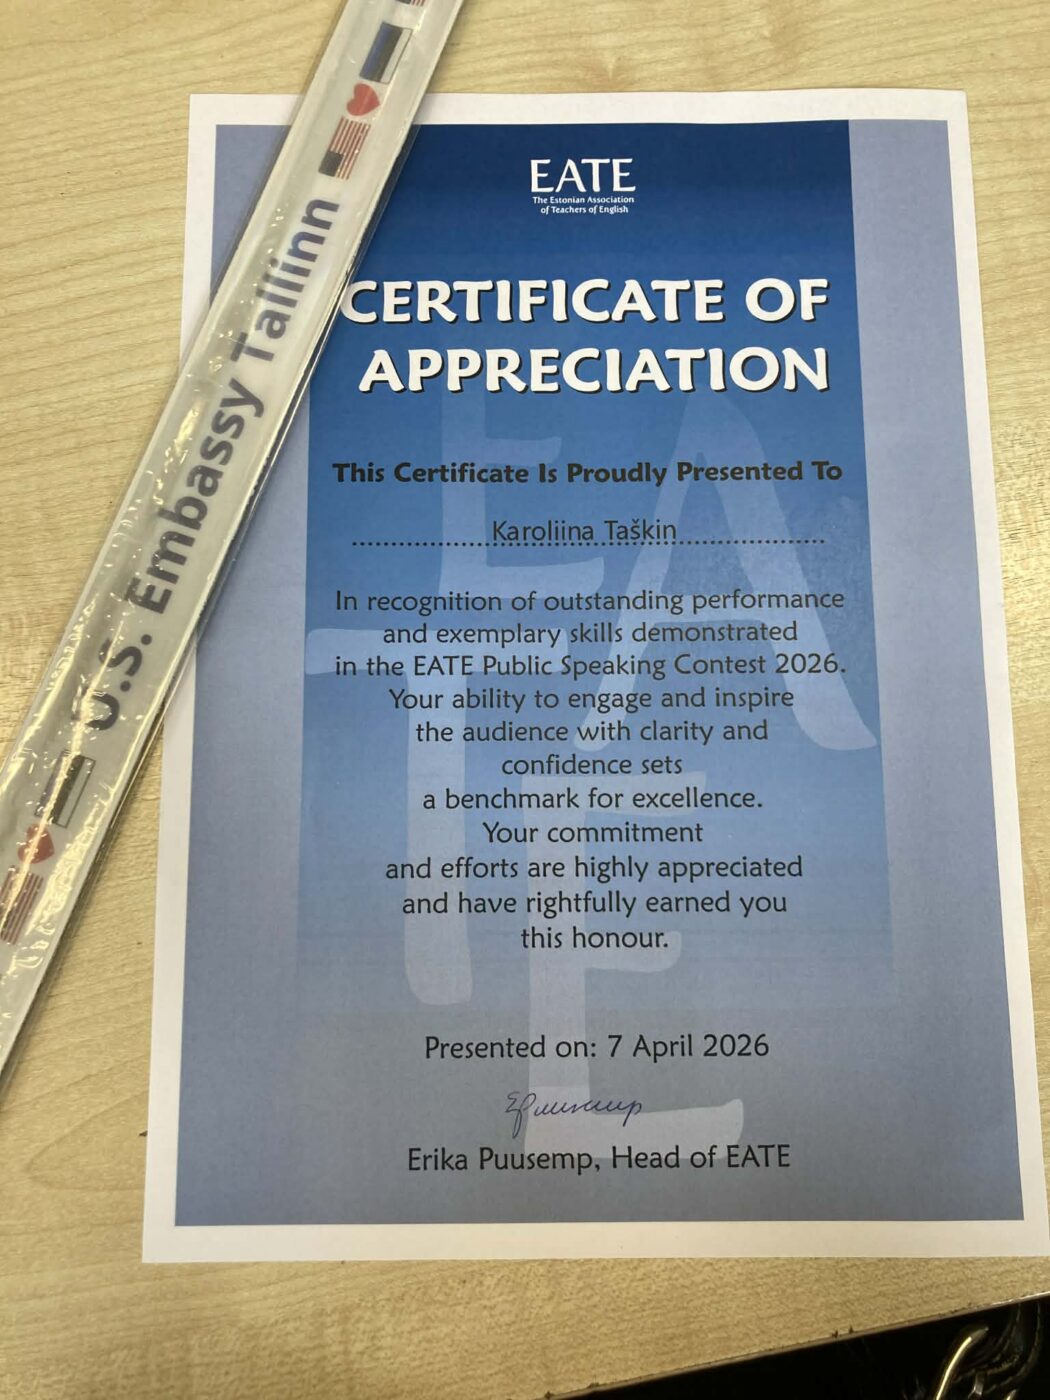 U.S. Embassy Tallinn
EATE
The Estonian Association
of Teachers of English
CERTIFICATE OF
APPRECIATION
This Certificate Is Proudly Presented To
Karoliina Taškin
In recognition of outstanding performance
and exemplary skills demonstrated
in the EATE Public Speaking Contest 2026.
Your ability to engage and inspire
the audience with clarity and
confidence sets
a benchmark for excellence.
Your commitment
and efforts are highly appreciated
and have rightfully earned you
this honour.
Presented on: 7 April 2026
EPuusemp
Erika Puusemp, Head of EATE